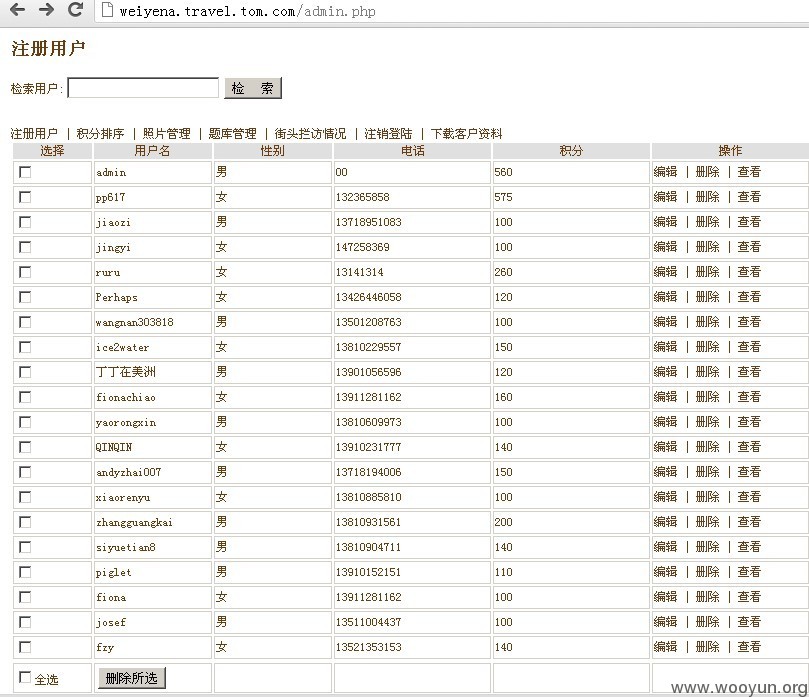 weiyena.travel.tom.com/admin.php
注册用户
检索用户: 检 索
注册用户 | 积分排序 | 照片管理 | 题库管理 | 街头拦访情况 | 注销登陆 | 下载客户资料
选择 用户名 性别 电话 积分 操作
admin 男 00 560 编辑 | 删除 | 查看
pp617 女 132365858 575 编辑 | 删除 | 查看
jiaozi 男 13718951083 100 编辑 | 删除 | 查看
jingyi 女 147258369 100 编辑 | 删除 | 查看
ruru 女 13141314 260 编辑 | 删除 | 查看
Perhaps 女 13426446058 120 编辑 | 删除 | 查看
wangnan303818 男 13501208763 100 编辑 | 删除 | 查看
ice2water 女 13810229557 150 编辑 | 删除 | 查看
丁丁在美洲 男 13901056596 120 编辑 | 删除 | 查看
fionachiao 女 13911281162 160 编辑 | 删除 | 查看
yaorongxin 男 13810609973 100 编辑 | 删除 | 查看
QINQIN 女 13910231777 140 编辑 | 删除 | 查看
andyzhai007 男 13718194006 150 编辑 | 删除 | 查看
xiaorenyu 女 13810885810 100 编辑 | 删除 | 查看
zhangguangkai 男 13810931561 200 编辑 | 删除 | 查看
siyuetian8 男 13810904711 140 编辑 | 删除 | 查看
piglet 男 13910152151 110 编辑 | 删除 | 查看
fiona 女 13911281162 100 编辑 | 删除 | 查看
josef 男 13511004437 100 编辑 | 删除 | 查看
fzy 女 13521353153 140 编辑 | 删除 | 查看
全选 删除所选
www.wooyun.org